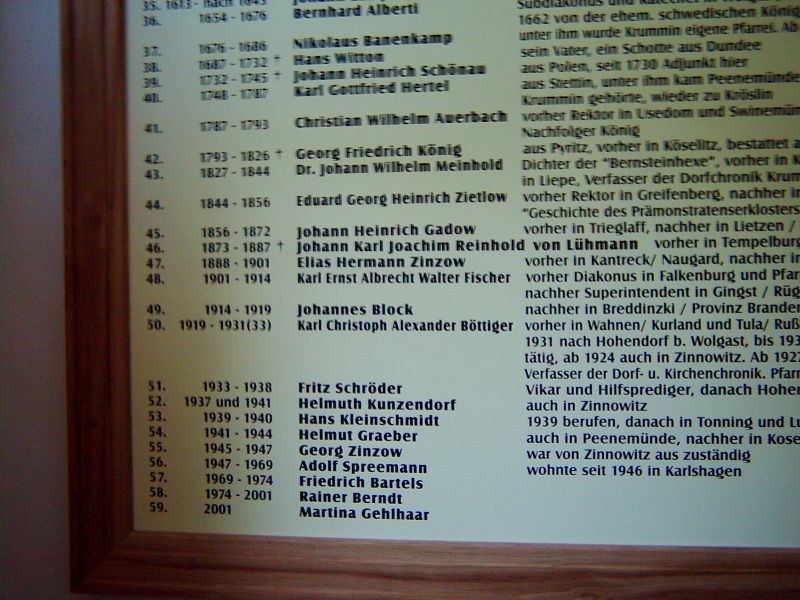 35. 1613 - nach 1643 Subdiakonus und
36. 1654 - 1676 Bernhard Alberti 1662 von der ehem. schwedischen König
unter ihm wurde Krummin eigene Pfarrei. Ab
37. 1676 - 1686 Nikolaus Banenkamp sein Vater, ein Schotte aus Dundee
38. 1687 - 1732 † Hans Witton aus Polen, seit 1730 Adjunkt hier
39. 1732 - 1745 † Johann Heinrich Schönau aus Stettin, unter ihm kam Peenemünde
40. 1748 - 1787 Karl Gottfried Hertel Krummin gehörte, wieder zu Kröslin
41. 1787 - 1793 Christian Wilhelm Auerbach vorher Rektor in Usedom und Swinemün
Nachfolger König
42. 1793 - 1826 † Georg Friedrich König aus Pyritz, vorher in Köselitz, bestattet a
43. 1827 - 1844 Dr. Johann Wilhelm Meinhold Dichter der "Bernsteinhexe", vorher in K
in Liepe, Verfasser der Dorfchronik Krum
44. 1844 - 1856 Eduard Georg Heinrich Zietlow vorher Rektor in Greifenberg, nachher in
"Geschichte des Prämonstratenserklosters
45. 1856 - 1872 Johann Heinrich Gadow vorher in Trieglaff, nachher in Lietzen /
46. 1873 - 1887 † Johann Karl Joachim Reinhold von Lühmann vorher in Tempelburg
47. 1888 - 1901 Elias Hermann Zinzow vorher in Kantreck/ Naugard, nachher in
48. 1901 - 1914 Karl Ernst Albrecht Walter Fischer vorher Diakonus in Falkenburg und Pfar
nachher Superintendent in Gingst / Rüg
49. 1914 - 1919 Johannes Block nachher in Breddinzki / Provinz Branden
50. 1919 - 1931(33) Karl Christoph Alexander Böttiger vorher in Wahnen/ Kurland und Tula/ Ruß
1931 nach Hohendorf b. Wolgast, bis 193
tätig, ab 1924 auch in Zinnowitz. Ab 192
Verfasser der Dorf- u. Kirchenchronik. Pfarr
51. 1933 - 1938 Fritz Schröder Vikar und Hilfsprediger, danach Hohen
52. 1937 und 1941 Helmuth Kunzendorf auch in Zinnowitz
53. 1939 - 1940 Hans Kleinschmidt 1939 berufen, danach in Tonning und Lu
54. 1941 - 1944 Helmut Graeber auch in Peenemünde, nachher in Kose
55. 1945 - 1947 Georg Zinzow war von Zinnowitz aus zuständig
56. 1947 - 1969 Adolf Spreemann wohnte seit 1946 in Karlshagen
57. 1969 - 1974 Friedrich Bartels
58. 1974 - 2001 Rainer Berndt
59. 2001 Martina Gehlhaar